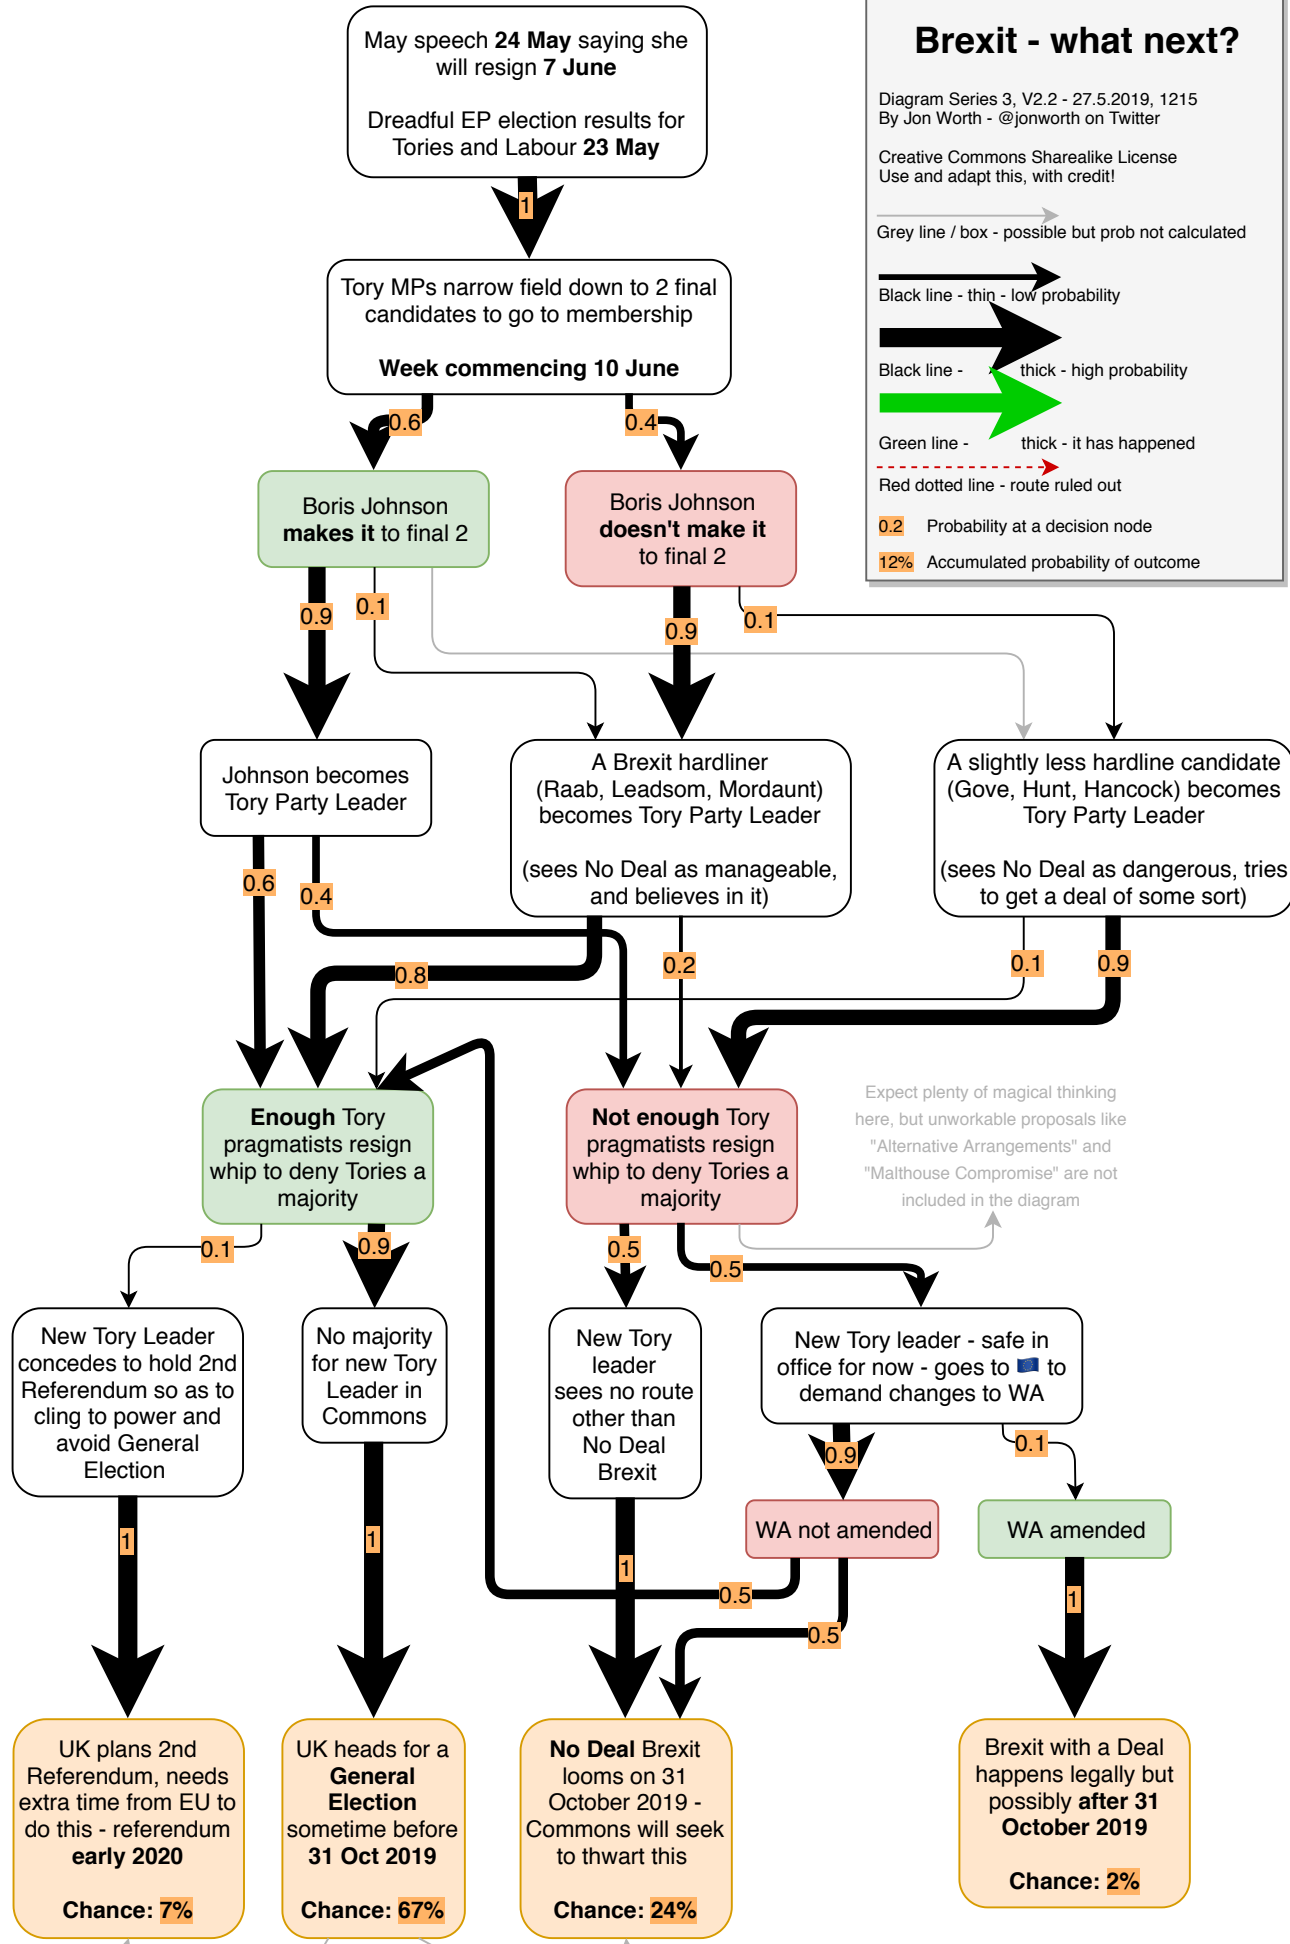 May speech 24 May saying she
will resign 7 June
Dreadful EP election results for
Tories and Labour 23 May
Brexit - what next?
Diagram Series 3, V2.2 - 27.5.2019, 1215
By Jon Worth - @jonworth on Twitter
Creative Commons Sharealike License
Use and adapt this, with credit!
Grey line / box - possible but prob not calculated
Black line - thin - low probability
Black line - thick - high probability
Green line - thick - it has happened
Red dotted line - route ruled out
0.2 Probability at a decision node
12% Accumulated probability of outcome
1
Tory MPs narrow field down to 2 final
candidates to go to membership
Week commencing 10 June
0.6
0.4
Boris Johnson
makes it to final 2
Boris Johnson
doesn't make it
to final 2
0.9
0.1
0.9
0.1
Johnson becomes
Tory Party Leader
A Brexit hardliner
(Raab, Leadsom, Mordaunt)
becomes Tory Party Leader
(sees No Deal as manageable,
and believes in it)
A slightly less hardline candidate
(Gove, Hunt, Hancock) becomes
Tory Party Leader
(sees No Deal as dangerous, tries
to get a deal of some sort)
0.6
0.4
0.8
0.2
0.1
0.9
Enough Tory
pragmatists resign
whip to deny Tories a
majority
Not enough Tory
pragmatists resign
whip to deny Tories a
majority
Expect plenty of magical thinking
here, but unworkable proposals like
"Alternative Arrangements" and
"Malthouse Compromise" are not
included in the diagram
0.1
0.9
0.5
0.5
New Tory Leader
concedes to hold 2nd
Referendum so as to
cling to power and
avoid General
Election
No majority
for new Tory
Leader in
Commons
New Tory
leader
sees no route
other than
No Deal
Brexit
New Tory leader - safe in
office for now - goes to to
demand changes to WA
0.9
0.1
WA not amended
WA amended
1
1
1
0.5
0.5
1
UK plans 2nd
Referendum, needs
extra time from EU to
do this - referendum
early 2020
Chance: 7%
UK heads for a
General
Election
sometime before
31 Oct 2019
Chance: 67%
No Deal Brexit
looms on 31
October 2019 -
Commons will seek
to thwart this
Chance: 24%
Brexit with a Deal
happens legally but
possibly after 31
October 2019
Chance: 2%